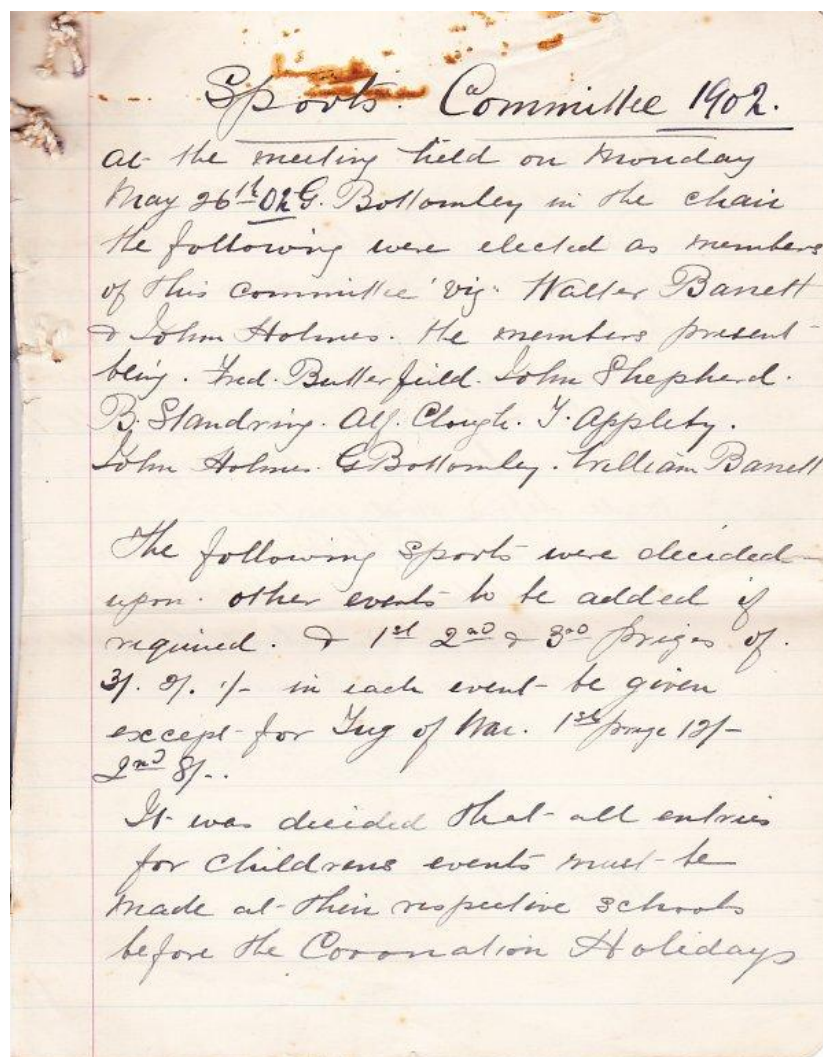 Sports. Committee 1902.
At the meeting held on Monday
May 26th 02 G. Bottomley in the chair
the following were elected as members
of this committee viz: Walter Barrett
& John Holmes. the members present
being. Fred. Butterfield. John Shepherd.
B. Standring. Alf. Clough. T. Appleby.
John Holmes. G Bottomley. William Barrett
The following sports were decided
upon. other events to be added if
required. & 1st 2nd & 3rd prizes of.
3/. 2/. 1/- in each event be given
except for Tug of War. 1st prize 12/-
2nd 8/-.
It was decided that all entries
for childrens events must be
made at their respective schools
before the Coronation Holidays